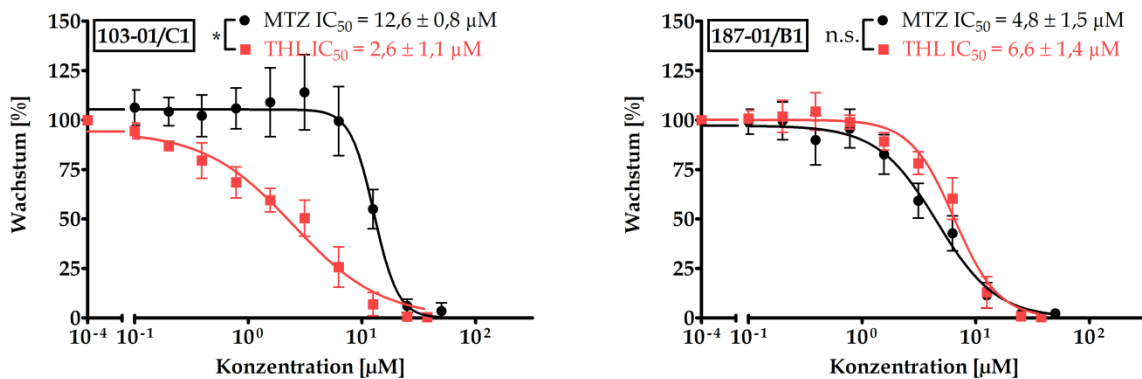 103-01/C1
* MTZ IC50 = 12,6 ± 0,8 µM
THL IC50 = 2,6 ± 1,1 µM
Wachstum [%]
150
125
100
75
50
25
0
10-4 10-1 100 101 102
Konzentration [µM]
187-01/B1
n.s. MTZ IC50 = 4,8 ± 1,5 µM
THL IC50 = 6,6 ± 1,4 µM
Wachstum [%]
150
125
100
75
50
25
0
10-4 10-1 100 101 102
Konzentration [µM]